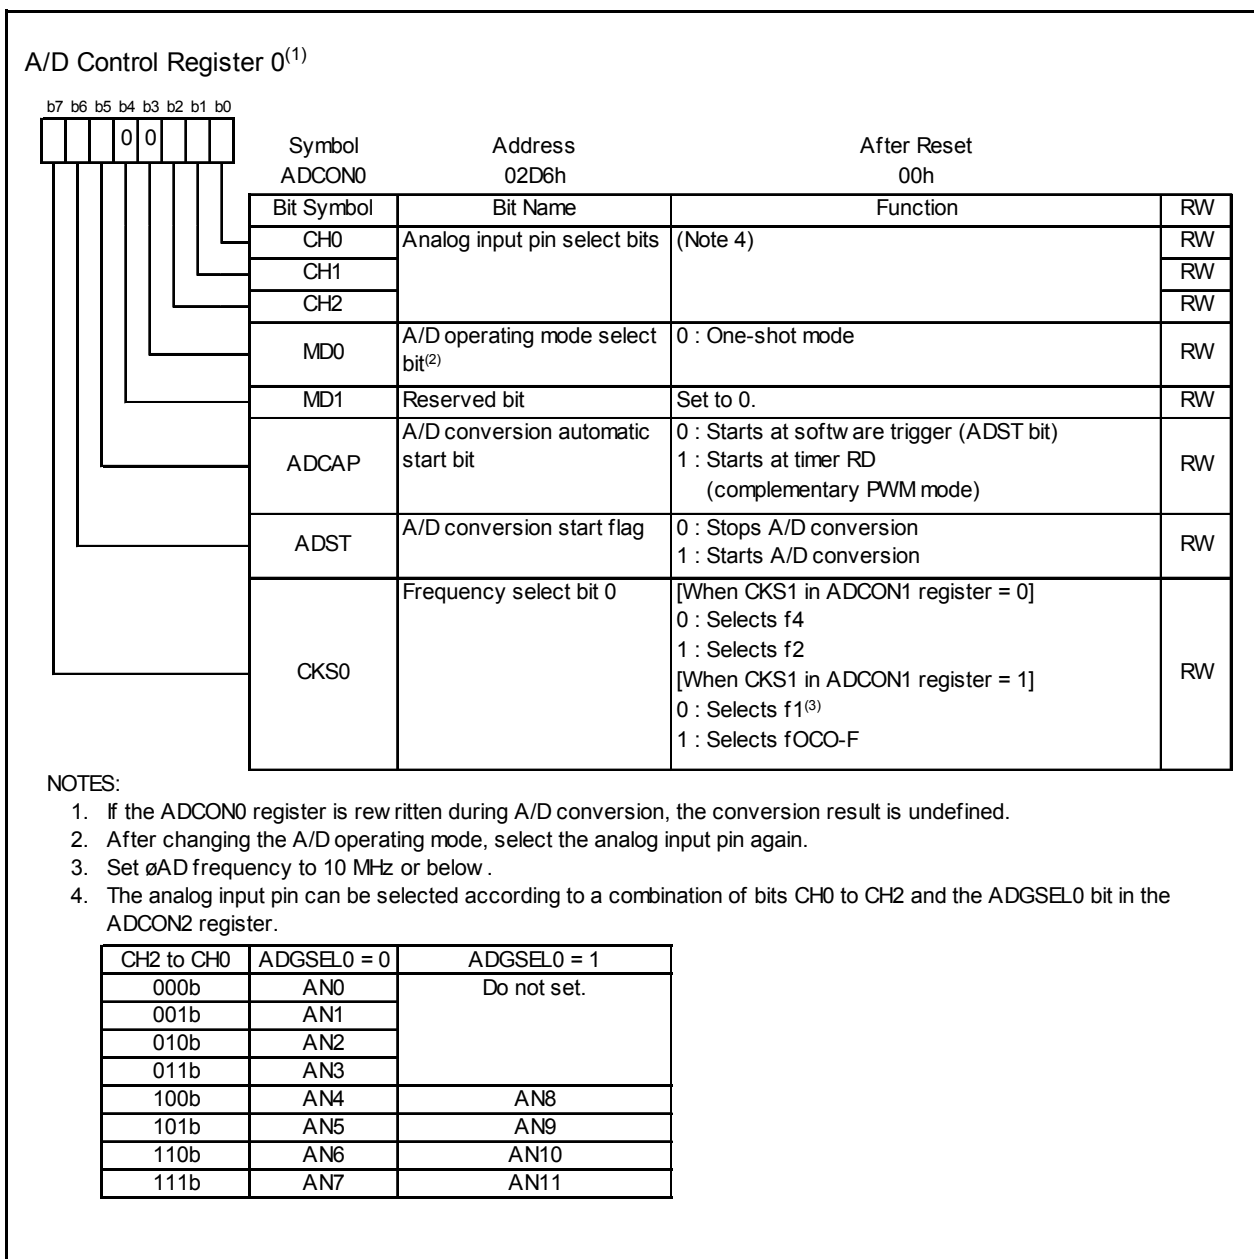 A/D Control Register 0(1)
b7 b6 b5 b4 b3 b2 b1 b0
0 0
Symbol Address After Reset
ADCON0 02D6h 00h
Bit Symbol Bit Name Function RW
CH0 Analog input pin select bits (Note 4) RW
CH1 RW
CH2 RW
MD0 A/D operating mode select bit(2) 0 : One-shot mode RW
MD1 Reserved bit Set to 0. RW
ADCAP A/D conversion automatic start bit 0 : Starts at software trigger (ADST bit)
1 : Starts at timer RD
(complementary PWM mode) RW
ADST A/D conversion start flag 0 : Stops A/D conversion
1 : Starts A/D conversion RW
CKS0 Frequency select bit 0 [When CKS1 in ADCON1 register = 0]
0 : Selects f4
1 : Selects f2
[When CKS1 in ADCON1 register = 1]
0 : Selects f1(3)
1 : Selects fOCO-F RW
NOTES:
1. If the ADCON0 register is rewritten during A/D conversion, the conversion result is undefined.
2. After changing the A/D operating mode, select the analog input pin again.
3. Set øAD frequency to 10 MHz or below.
4. The analog input pin can be selected according to a combination of bits CH0 to CH2 and the ADGSEL0 bit in the
ADCON2 register.
CH2 to CH0 ADGSEL0 = 0 ADGSEL0 = 1
000b AN0 Do not set.
001b AN1
010b AN2
011b AN3
100b AN4 AN8
101b AN5 AN9
110b AN6 AN10
111b AN7 AN11